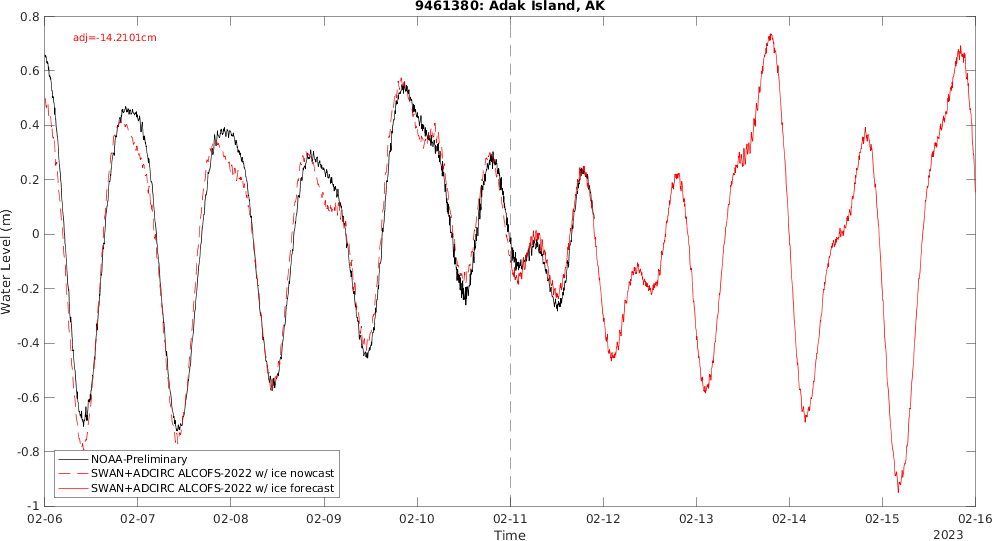 9461380: Adak Island, AK
adj=-14.2101cm
Water Level (m)
0.8
0.6
0.4
0.2
0
-0.2
-0.4
-0.6
-0.8
-1
NOAA-Preliminary
SWAN+ADCIRC ALCOFS-2022 w/ ice nowcast
SWAN+ADCIRC ALCOFS-2022 w/ ice forecast
02-06 02-07 02-08 02-09 02-10 02-11 02-12 02-13 02-14 02-15 02-16
Time
2023